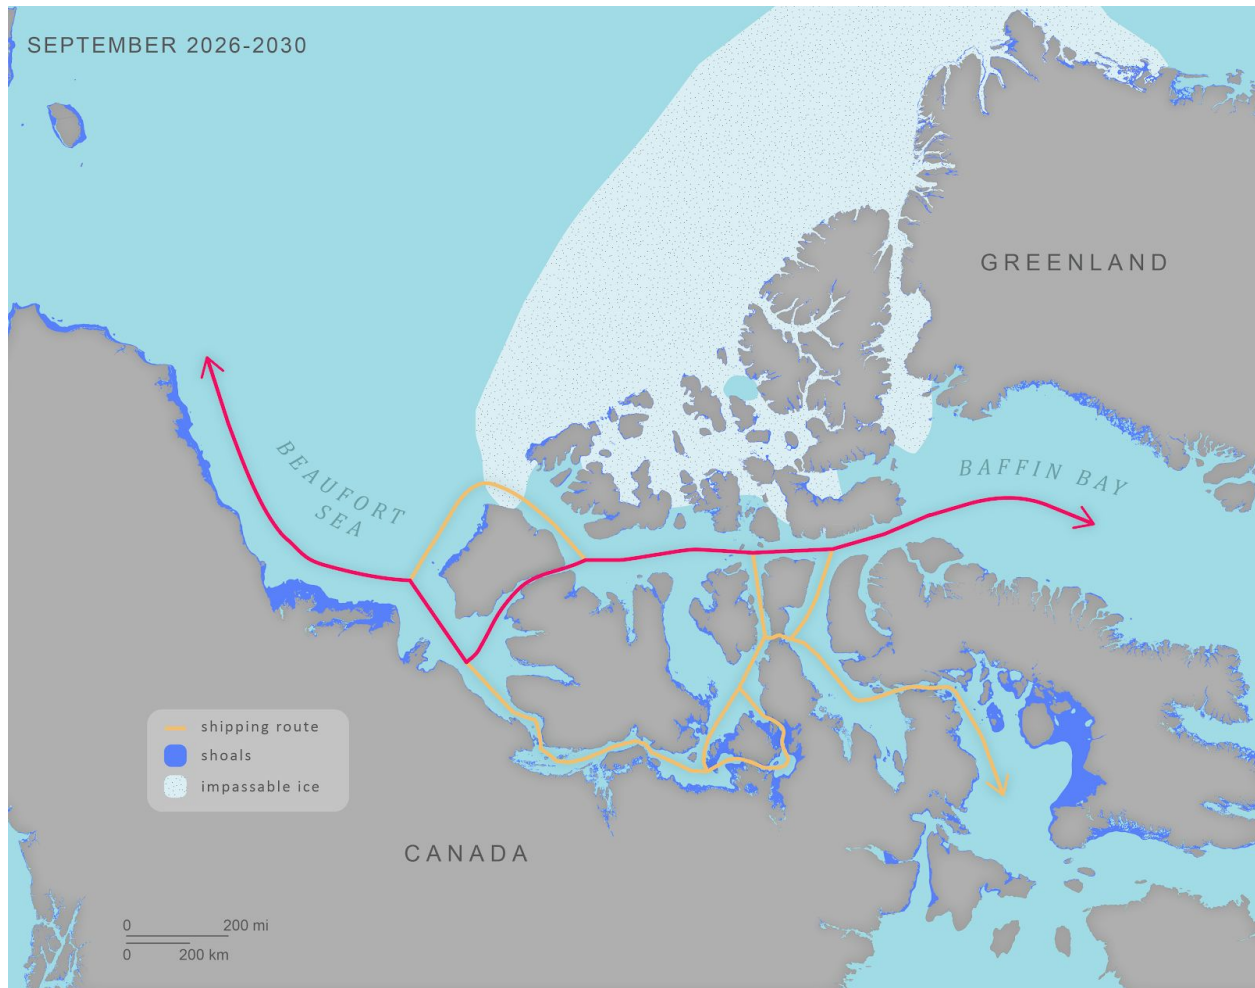 SEPTEMBER 2026-2030
GREENLAND
BEAUFORT
SEA
BAFFIN BAY
shipping route
shoals
impassable ice
CANADA
0 200 mi
0 200 km